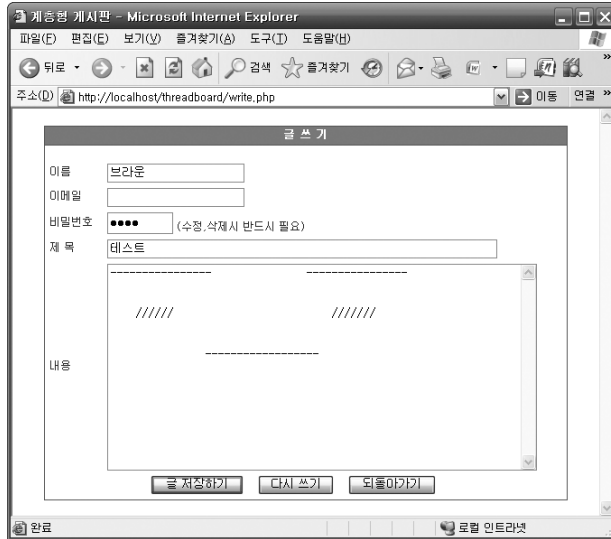 계층형 게시판 - Microsoft Internet Explorer
파일(F) 편집(E) 보기(V) 즐겨찾기(A) 도구(T) 도움말(H)
뒤로 검색 즐겨찾기 »
주소(D) http://localhost/threadboard/write.php 이동 연결 »
글 쓰 기
이름 브라운
이메일
비밀번호 ●●●● (수정,삭제시 반드시 필요)
제 목 테스트
---------------- ----------------
////// ///////
내용 ------------------
글 저장하기 다시 쓰기 되돌아가기
완료 로컬 인트라넷